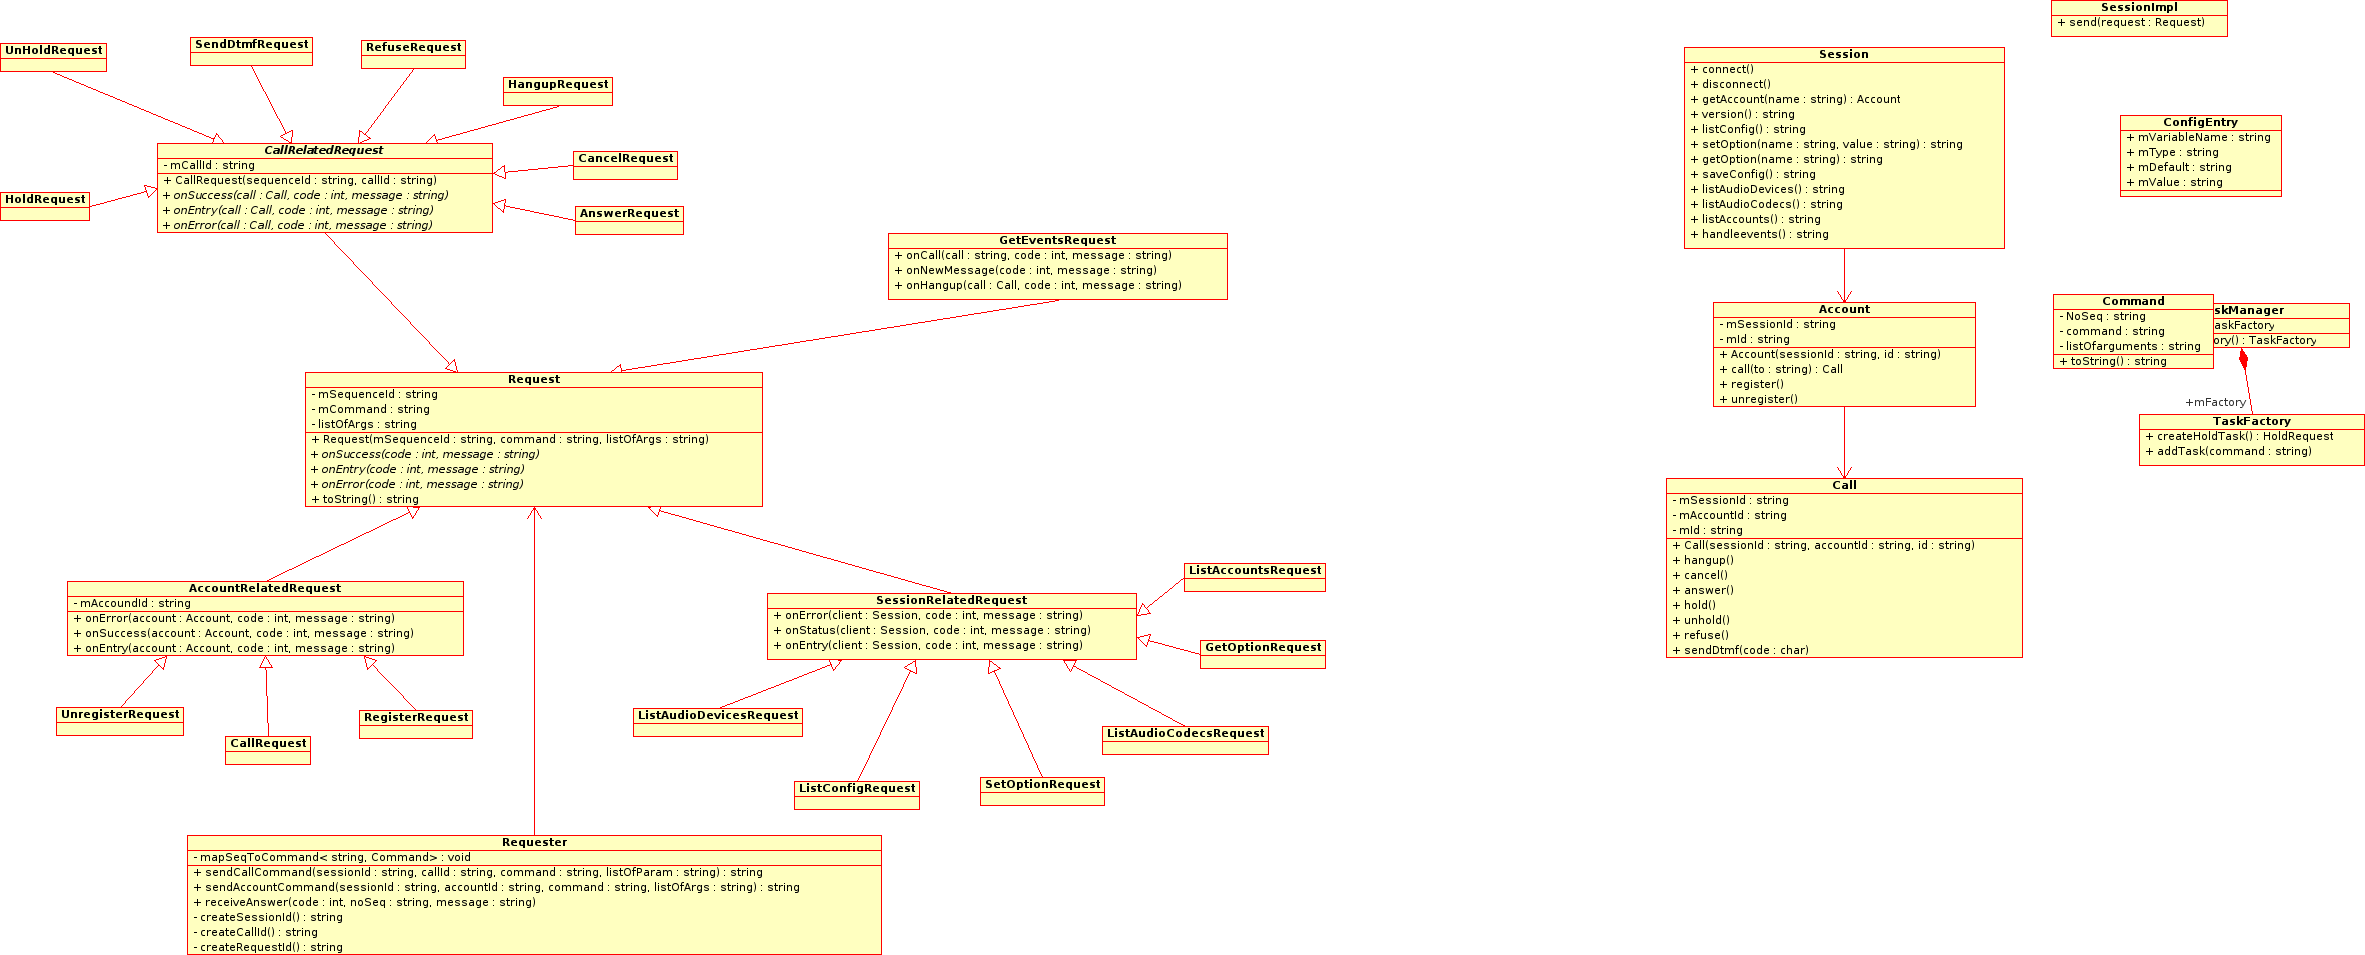 SessionImpl
+ send(request : Request)
UnHoldRequest
SendDtmfRequest
RefuseRequest
HangupRequest
CallRelatedRequest
- mCallId : string
+ CallRequest(sequenceId : string, callId : string)
+ onSuccess(call : Call, code : int, message : string)
+ onEntry(call : Call, code : int, message : string)
+ onError(call : Call, code : int, message : string)
CancelRequest
HoldRequest
AnswerRequest
GetEventsRequest
+ onCall(call : string, code : int, message : string)
+ onNewMessage(code : int, message : string)
+ onHangup(call : Call, code : int, message : string)
Request
- mSequenceId : string
- mCommand : string
- listOfArgs : string
+ Request(mSequenceId : string, command : string, listOfArgs : string)
+ onSuccess(code : int, message : string)
+ onEntry(code : int, message : string)
+ onError(code : int, message : string)
+ toString() : string
AccountRelatedRequest
- mAccoundId : string
+ onError(account : Account, code : int, message : string)
+ onSuccess(account : Account, code : int, message : string)
+ onEntry(account : Account, code : int, message : string)
UnregisterRequest
CallRequest
RegisterRequest
SessionRelatedRequest
+ onError(client : Session, code : int, message : string)
+ onStatus(client : Session, code : int, message : string)
+ onEntry(client : Session, code : int, message : string)
ListAccountsRequest
GetOptionRequest
ListAudioDevicesRequest
ListAudioCodecsRequest
ListConfigRequest
SetOptionRequest
Requester
- mapSeqToCommand< string, Command> : void
+ sendCallCommand(sessionId : string, callId : string, command : string, listOfParam : string) : string
+ sendAccountCommand(sessionId : string, accountId : string, command : string, listOfArgs : string) : string
+ receiveAnswer(code : int, noSeq : string, message : string)
- createSessionId() : string
- createCallId() : string
- createRequestId() : string
Session
+ connect()
+ disconnect()
+ getAccount(name : string) : Account
+ version() : string
+ listConfig() : string
+ setOption(name : string, value : string) : string
+ getOption(name : string) : string
+ saveConfig() : string
+ listAudioDevices() : string
+ listAudioCodecs() : string
+ listAccounts() : string
+ handleevents() : string
Account
- mSessionId : string
- mId : string
+ Account(sessionId : string, id : string)
+ call(to : string) : Call
+ register()
+ unregister()
Call
- mSessionId : string
- mAccountId : string
- mId : string
+ Call(sessionId : string, accountId : string, id : string)
+ hangup()
+ cancel()
+ answer()
+ hold()
+ unhold()
+ refuse()
+ sendDtmf(code : char)
ConfigEntry
+ mVariableName : string
+ mType : string
+ mDefault : string
+ mValue : string
Command
- NoSeq : string
- command : string
- listOfarguments : string
+ toString() : string
skManager
askFactory
ory() : TaskFactory
+mFactory
TaskFactory
+ createHoldTask() : HoldRequest
+ addTask(command : string)